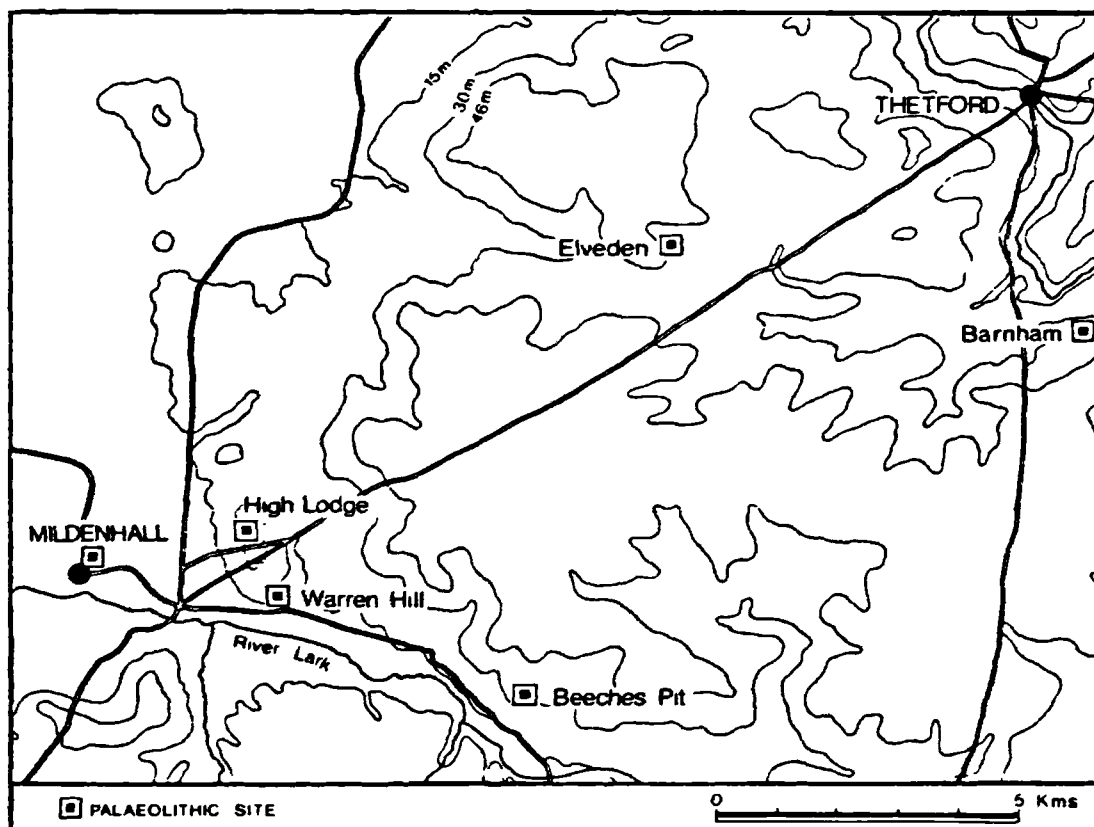 15m
30m
46m
THETFORD
Elveden
Barnham
High Lodge
MILDENHALL
Warren Hill
River Lark
Beeches Pit
PALAEOLITHIC SITE
0 5 Kms